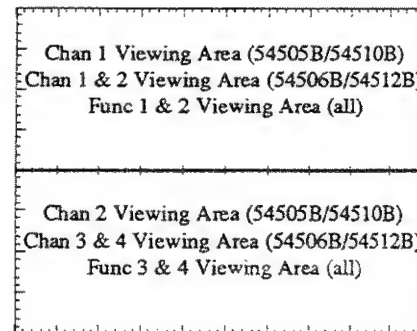 Chan 1 Viewing Area (54505B/54510B)
Chan 1 & 2 Viewing Area (54506B/54512B)
Func 1 & 2 Viewing Area (all)
Chan 2 Viewing Area (54505B/54510B)
Chan 3 & 4 Viewing Area (54506B/54512B)
Func 3 & 4 Viewing Area (all)